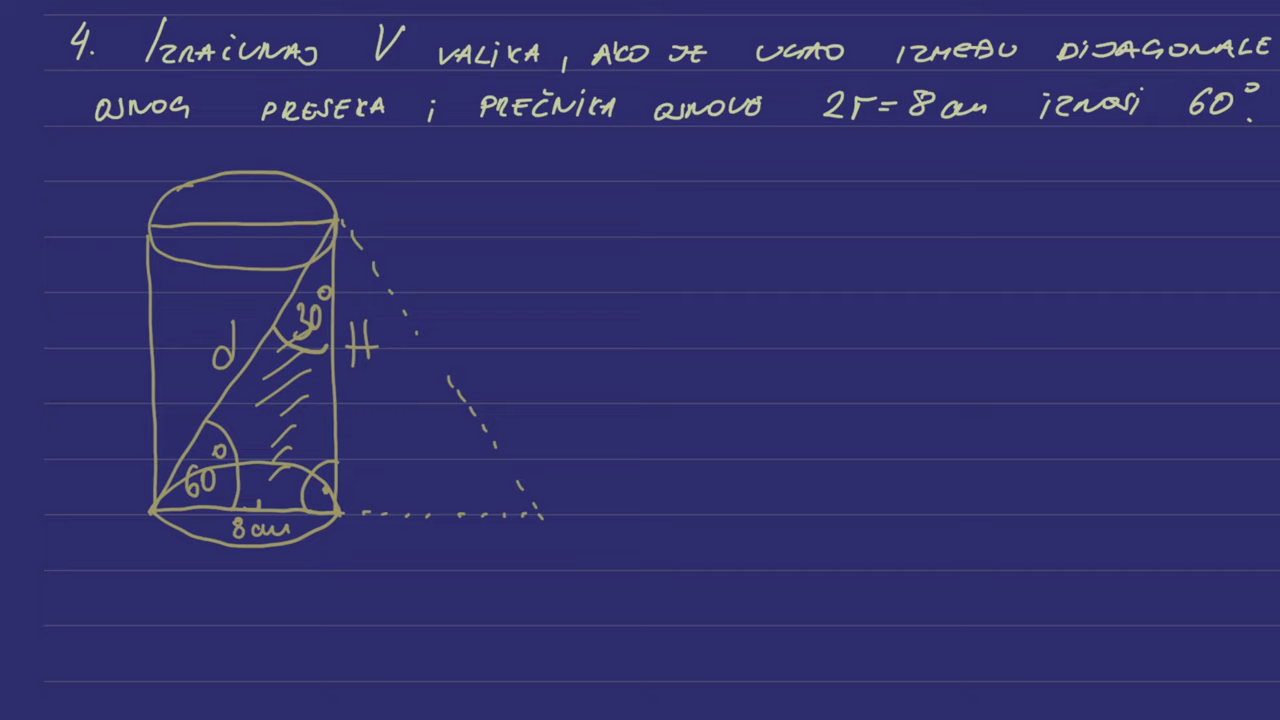 4. IZRAČUNAJ V VALJKA, AKO JE UGAO IZMEĐU DIJAGONALE
OSNOG PRESEKA I PREČNIKA OSNOVE 2r = 8 cm IZNOSI 60°.
30°
d
H
60°
8 cm